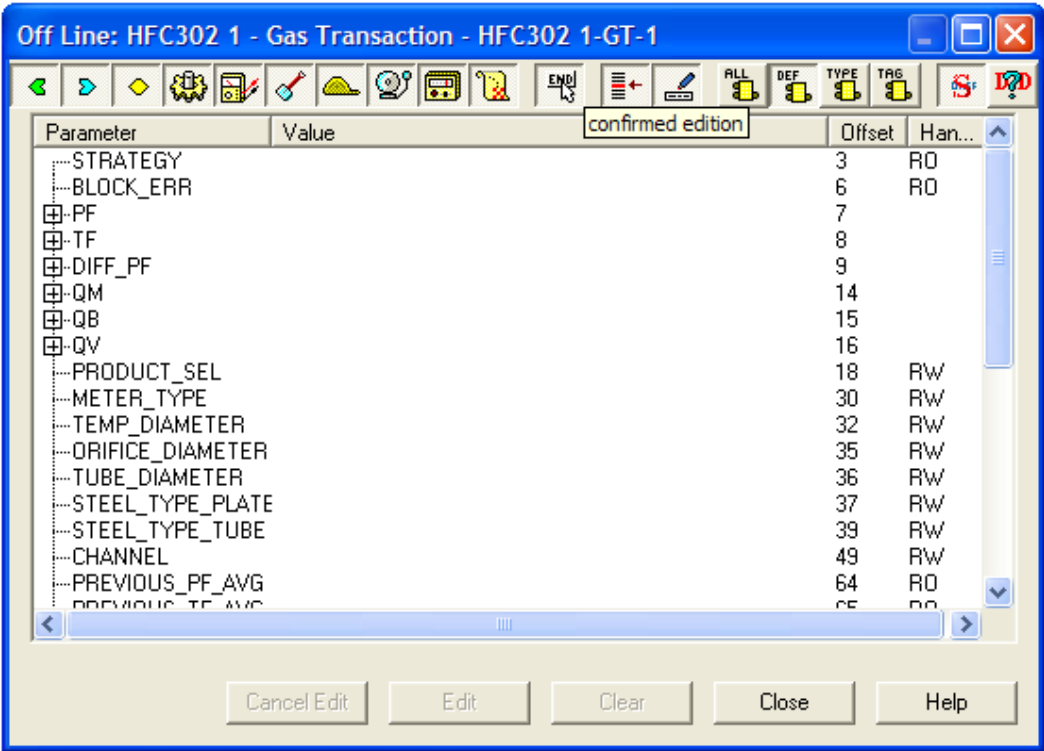 Off Line: HFC302 1 - Gas Transaction - HFC302 1-GT-1
END ALL DEF TYPE TAG S D?D
confirmed edition
Parameter Value Offset Han...
STRATEGY 3 RO
BLOCK_ERR 6 RO
PF 7
TF 8
DIFF_PF 9
QM 14
QB 15
QV 16
PRODUCT_SEL 18 RW
METER_TYPE 30 RW
TEMP_DIAMETER 32 RW
ORIFICE_DIAMETER 35 RW
TUBE_DIAMETER 36 RW
STEEL_TYPE_PLATE 37 RW
STEEL_TYPE_TUBE 39 RW
CHANNEL 49 RW
PREVIOUS_PF_AVG 64 RO
PREVIOUS_TF_AVG 65 RO
Cancel Edit Edit Clear Close Help